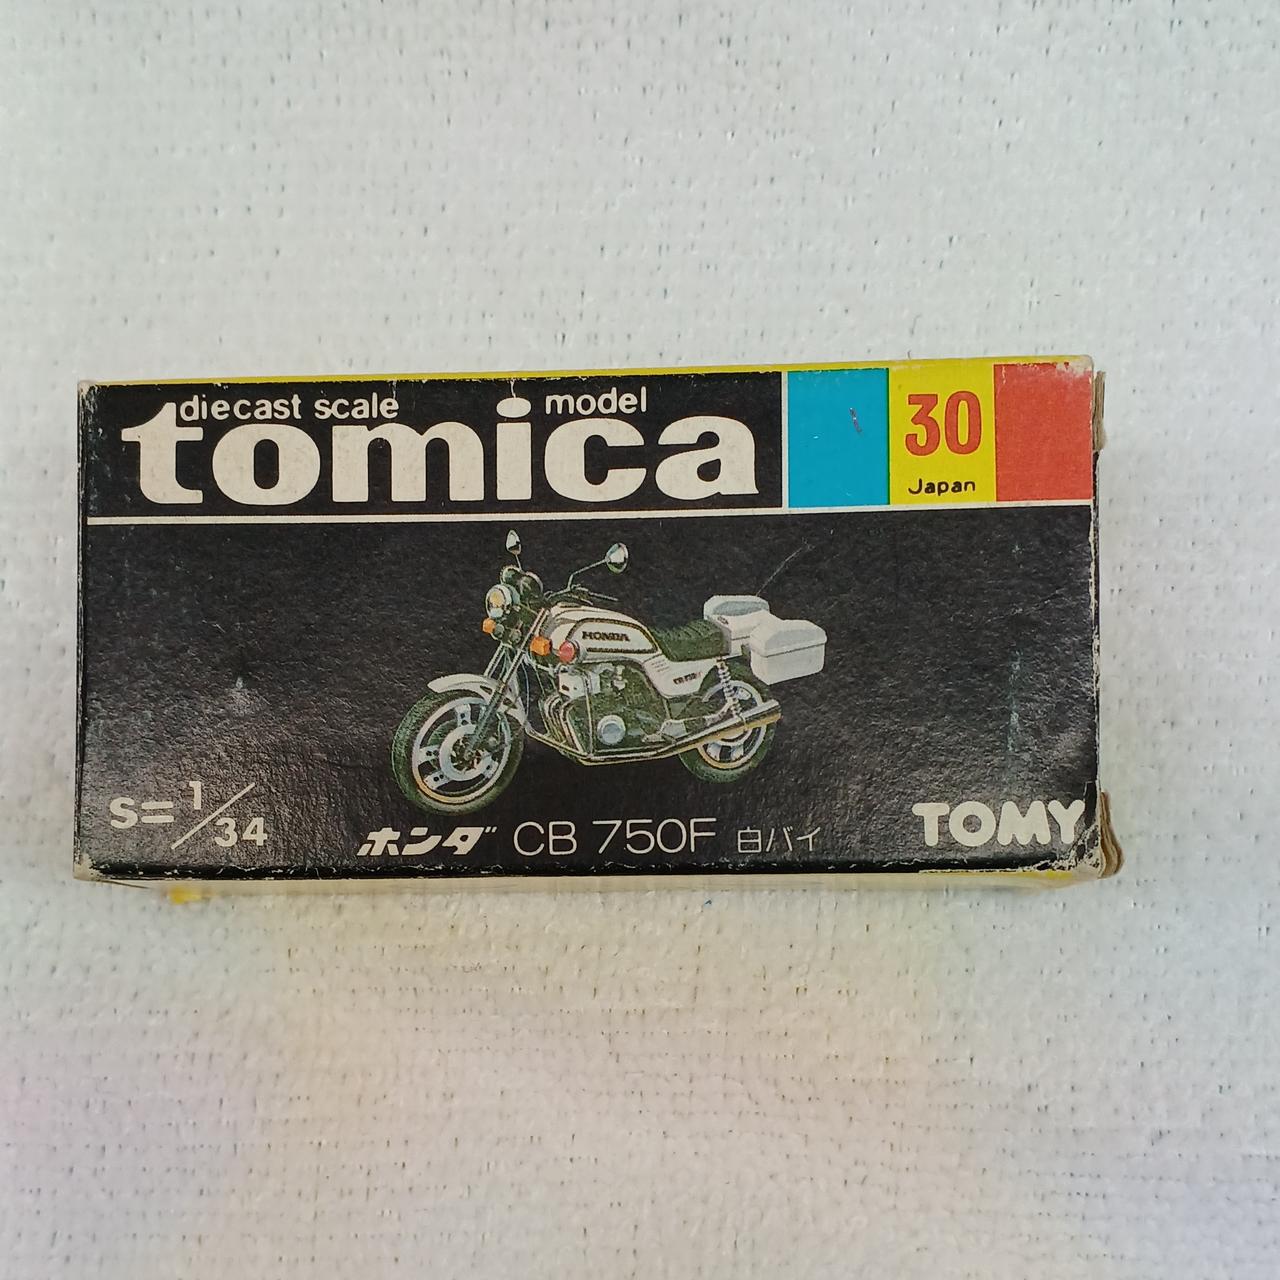 diecast scale model
tomica
30
Japan
HONDA
S=1/34
ホンダ CB 750F 白バイ
TOMY